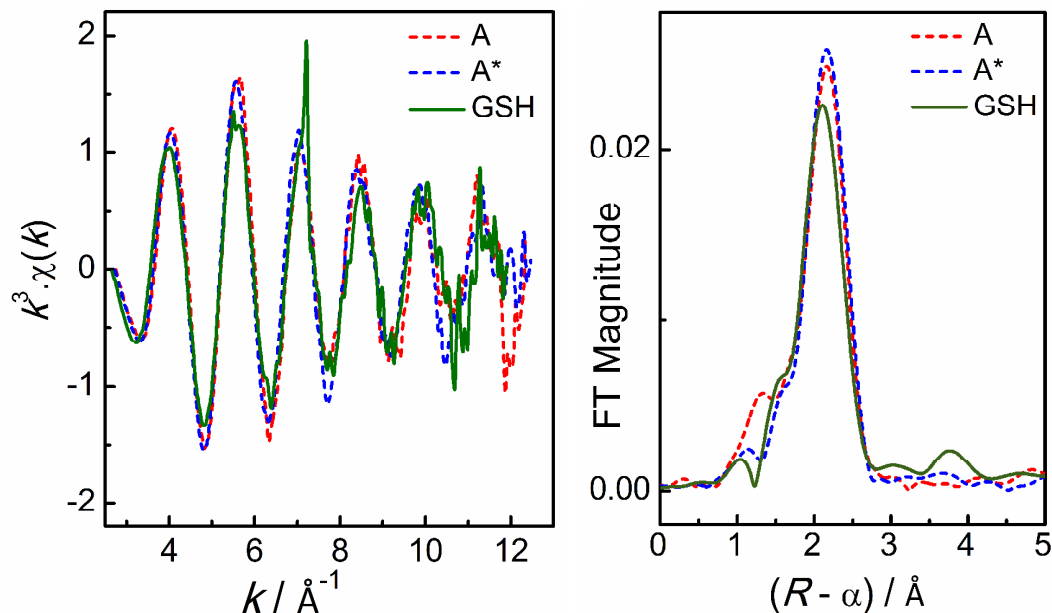 A
A*
GSH
2
1
0
-1
-2
k³.χ(k)
4 6 8 10 12
k / Å⁻¹
A
A*
GSH
0.02
0.00
FT Magnitude
0 1 2 3 4 5
(R - α) / Å